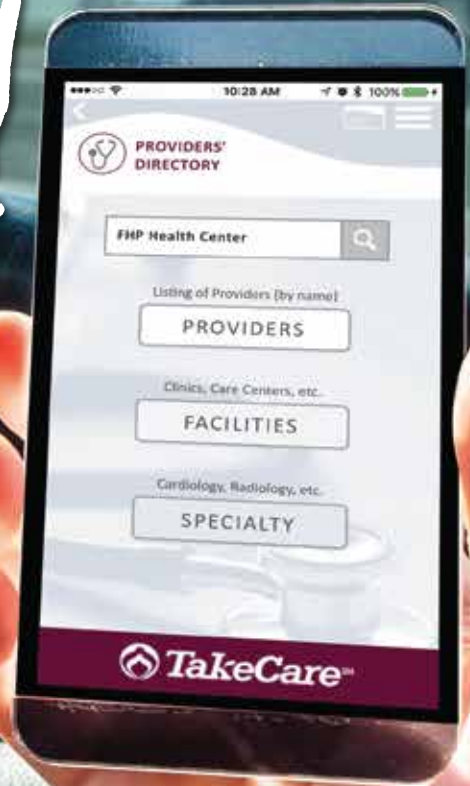 10:28 AM
100%
PROVIDERS'
DIRECTORY
FHP Health Center
Listing of Providers (by name)
PROVIDERS
Clinics, Care Centers, etc.
FACILITIES
Cardiology, Radiology, etc.
SPECIALTY
TakeCare℠